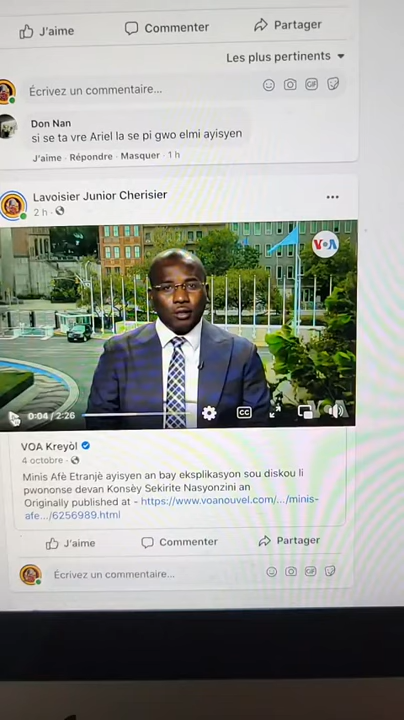 J'aime
Commenter
Partager
Les plus pertinents
Écrivez un commentaire...
GIF
Don Nan
si se ta vre Ariel la se pi gwo elmi ayisyen
J'aime · Répondre · Masquer · 1 h
Lavoisier Junior Cherisier
2 h ·
VOA
0:04 / 2:26
CC
VOA Kreyòl
4 octobre ·
Minis Afè Etranjè ayisyen an bay eksplikasyon sou diskou li
pwononse devan Konsèy Sekirite Nasyonzini an
Originally published at - https://www.voanouvel.com/.../minis-
afe.../6256989.html
J'aime
Commenter
Partager
Écrivez un commentaire...
GIF